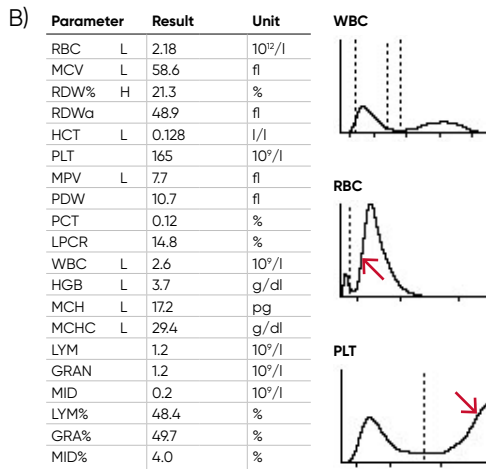 B)
Parameter Result Unit
RBC L 2.18 10¹²/l
MCV L 58.6 fl
RDW% H 21.3 %
RDWa 48.9 fl
HCT L 0.128 l/l
PLT 165 10⁹/l
MPV L 7.7 fl
PDW 10.7 fl
PCT 0.12 %
LPCR 14.8 %
WBC L 2.6 10⁹/l
HGB L 3.7 g/dl
MCH L 17.2 pg
MCHC L 29.4 g/dl
LYM 1.2 10⁹/l
GRAN 1.2 10⁹/l
MID 0.2 10⁹/l
LYM% 48.4 %
GRA% 49.7 %
MID% 4.0 %
WBC
RBC
PLT